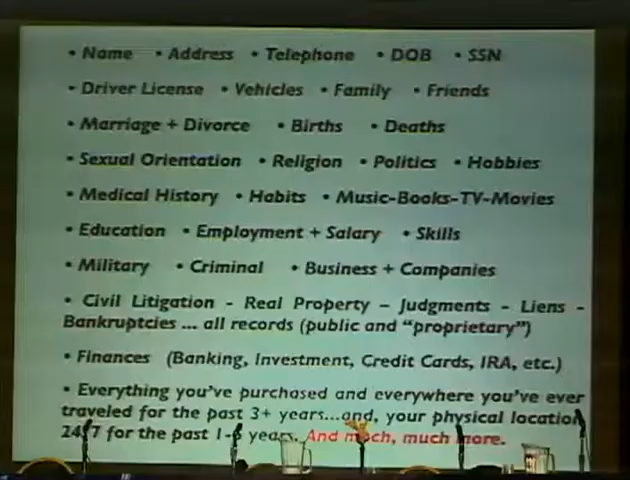 • Name • Address • Telephone • DOB • SSN
• Driver License • Vehicles • Family • Friends
• Marriage + Divorce • Births • Deaths
• Sexual Orientation • Religion • Politics • Hobbies
• Medical History • Habits • Music-Books-TV-Movies
• Education • Employment + Salary • Skills
• Military • Criminal • Business + Companies
• Civil Litigation - Real Property – Judgments - Liens -
Bankruptcies ... all records (public and “proprietary”)
• Finances (Banking, Investment, Credit Cards, IRA, etc.)
• Everything you’ve purchased and everywhere you’ve ever
traveled for the past 3+ years...and, your physical location
24/7 for the past years. And much, much more.